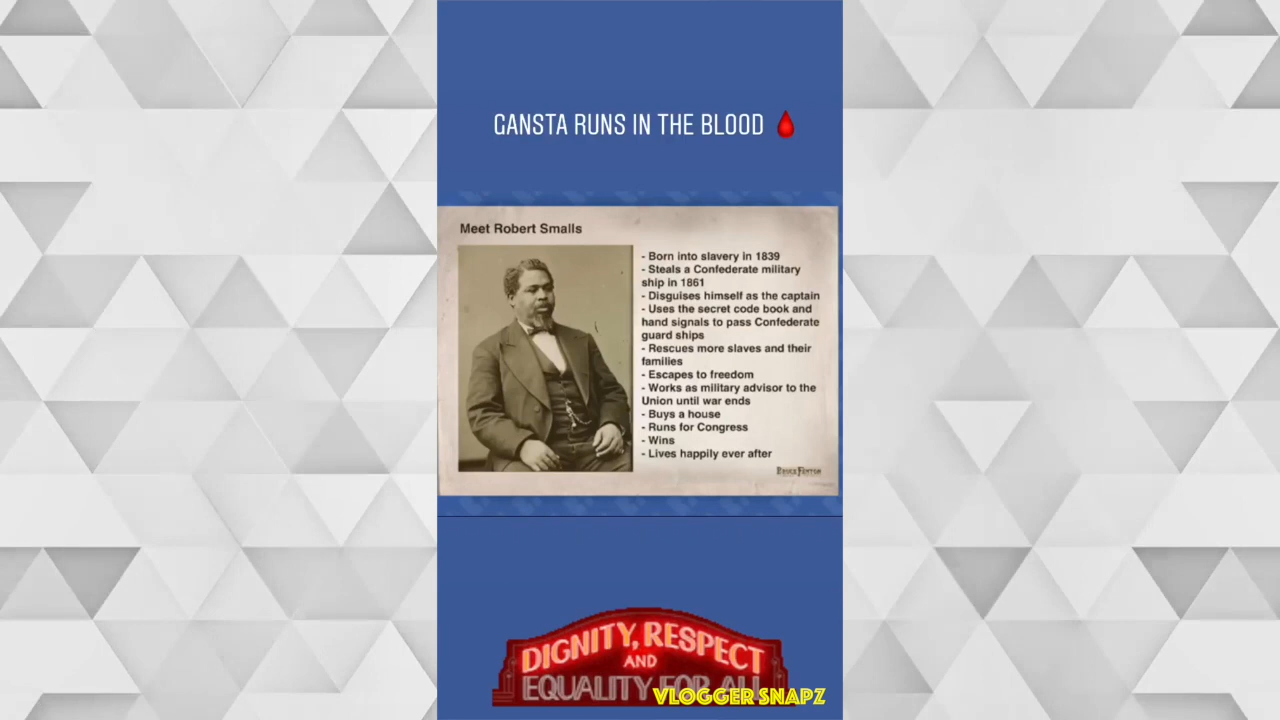 GANSTA RUNS IN THE BLOOD
Meet Robert Smalls
- Born into slavery in 1839
- Steals a Confederate military
ship in 1861
- Disguises himself as the captain
- Uses the secret code book and
hand signals to pass Confederate
guard ships
- Rescues more slaves and their
families
- Escapes to freedom
- Works as military advisor to the
Union until war ends
- Buys a house
- Runs for Congress
- Wins
- Lives happily ever after
DIGNITY, RESPECT
AND
EQUALITY FOR ALL
VLOGGER SNAPZ